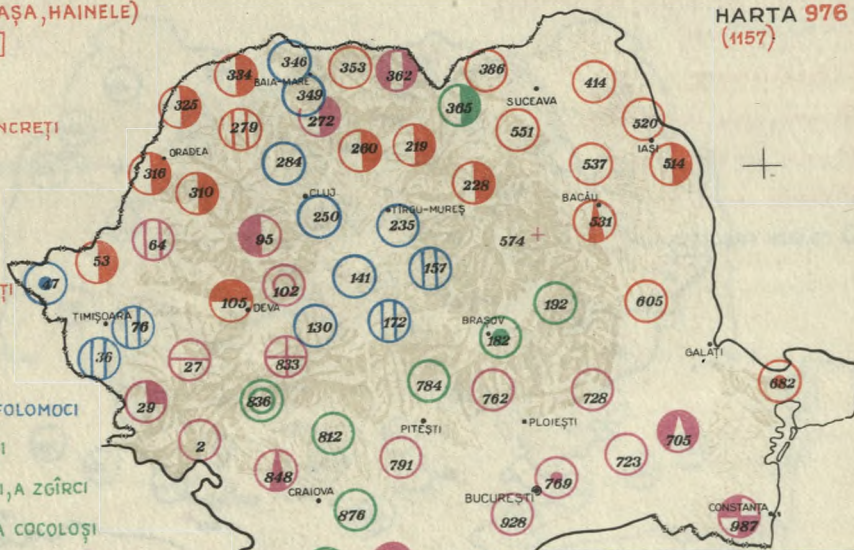 AȘA, HAINELE)
HARTA 976
(1157)
]
346
353
362
386
334
BAIA-MARE
414
349
365
SUCEAVA
325
272
520
NCREȚI
279
551
IAȘI
ORADEA
260
219
284
537
514
316
310
228
CLUJ
BACĂU
250
TÎRGU-MUREȘ
235
531
64
95
574
53
157
ȚI
47
141
102
105
DEVA
192
605
TIMIȘOARA
76
130
172
BRAȘOV
182
GALAȚI
36
27
833
784
682
762
728
29
836
FOLOMOCI
PITEȘTI
PLOIEȘTI
812
705
2
I
791
723
848
769
I, A ZGÎRCI
CRAIOVA
BUCUREȘTI
876
928
CONSTANȚA
987
A COCOLOȘI